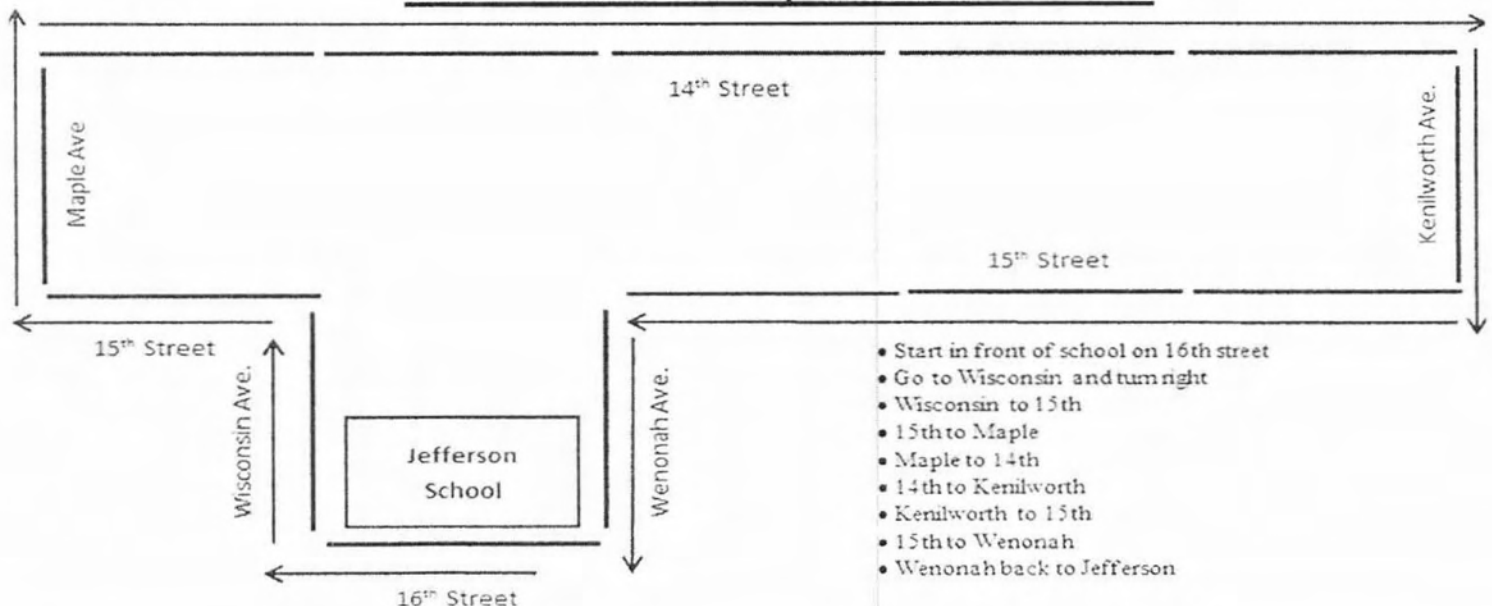 14th Street
Maple Ave
Kenilworth Ave.
15th Street
15th Street
Wisconsin Ave.
Jefferson
School
Wenonah Ave.
16th Street
• Start in front of school on 16th street
• Go to Wisconsin and turn right
• Wisconsin to 15th
• 15th to Maple
• Maple to 14th
• 14th to Kenilworth
• Kenilworth to 15th
• 15th to Wenonah
• Wenonah back to Jefferson